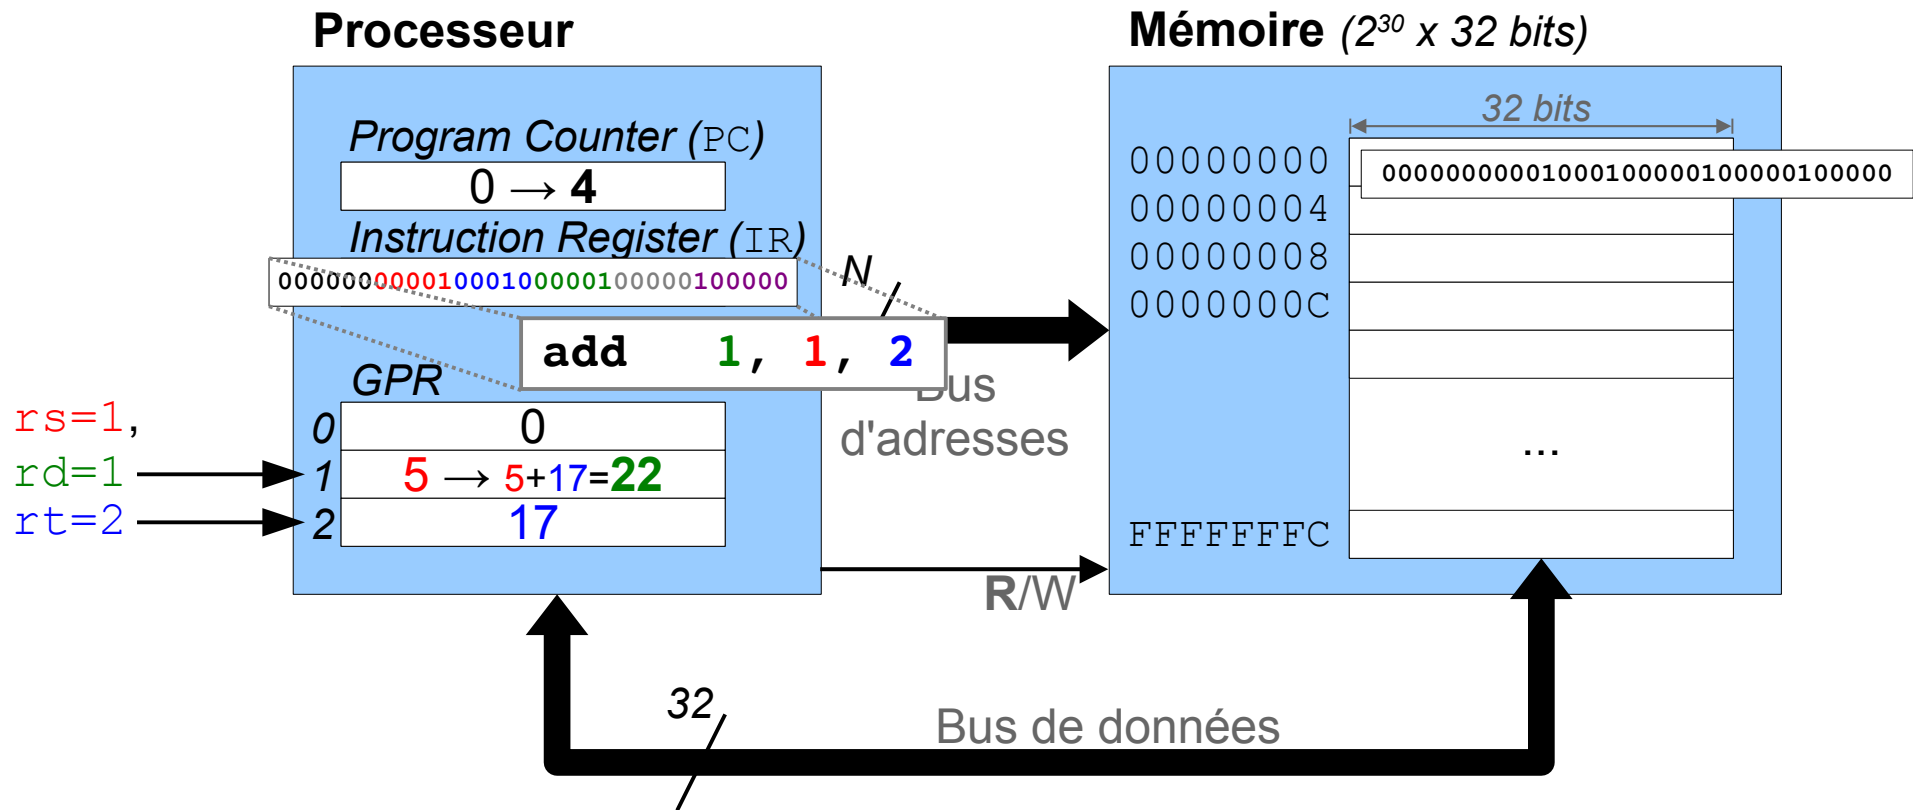 Processeur
Mémoire (2³⁰ x 32 bits)
Program Counter (PC)
0 → 4
Instruction Register (IR)
00000000001000100000100000100000
N
add 1, 1, 2
GPR
rs=1,
rd=1
rt=2
0 0
1 5 → 5+17=22
2 17
Bus
d'adresses
R/W
32 bits
00000000 00000000001000100000100000100000
00000004
00000008
0000000C
...
FFFFFFFC
32
Bus de données